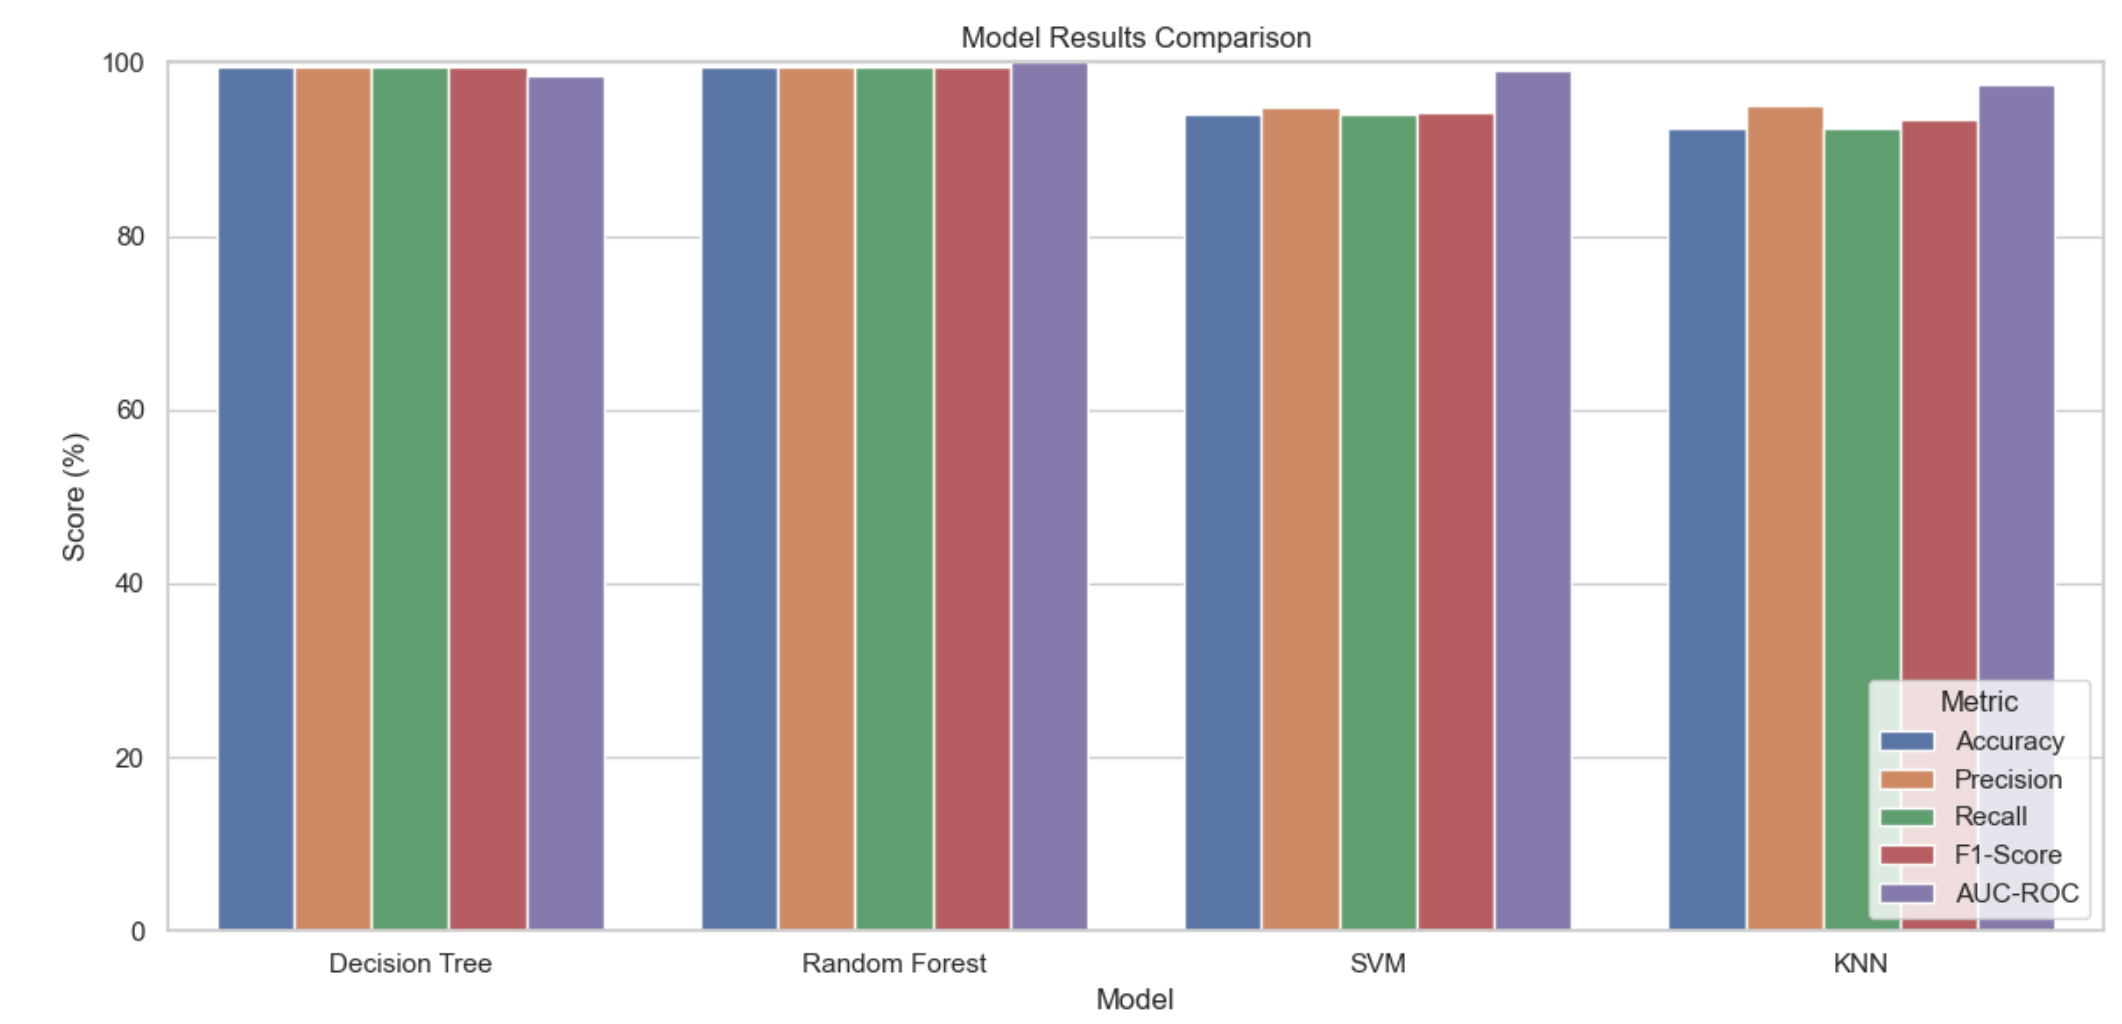 Model Results Comparison
Score (%)
100
80
60
40
20
0
Decision Tree
Random Forest
SVM
KNN
Model
Metric
Accuracy
Precision
Recall
F1-Score
AUC-ROC